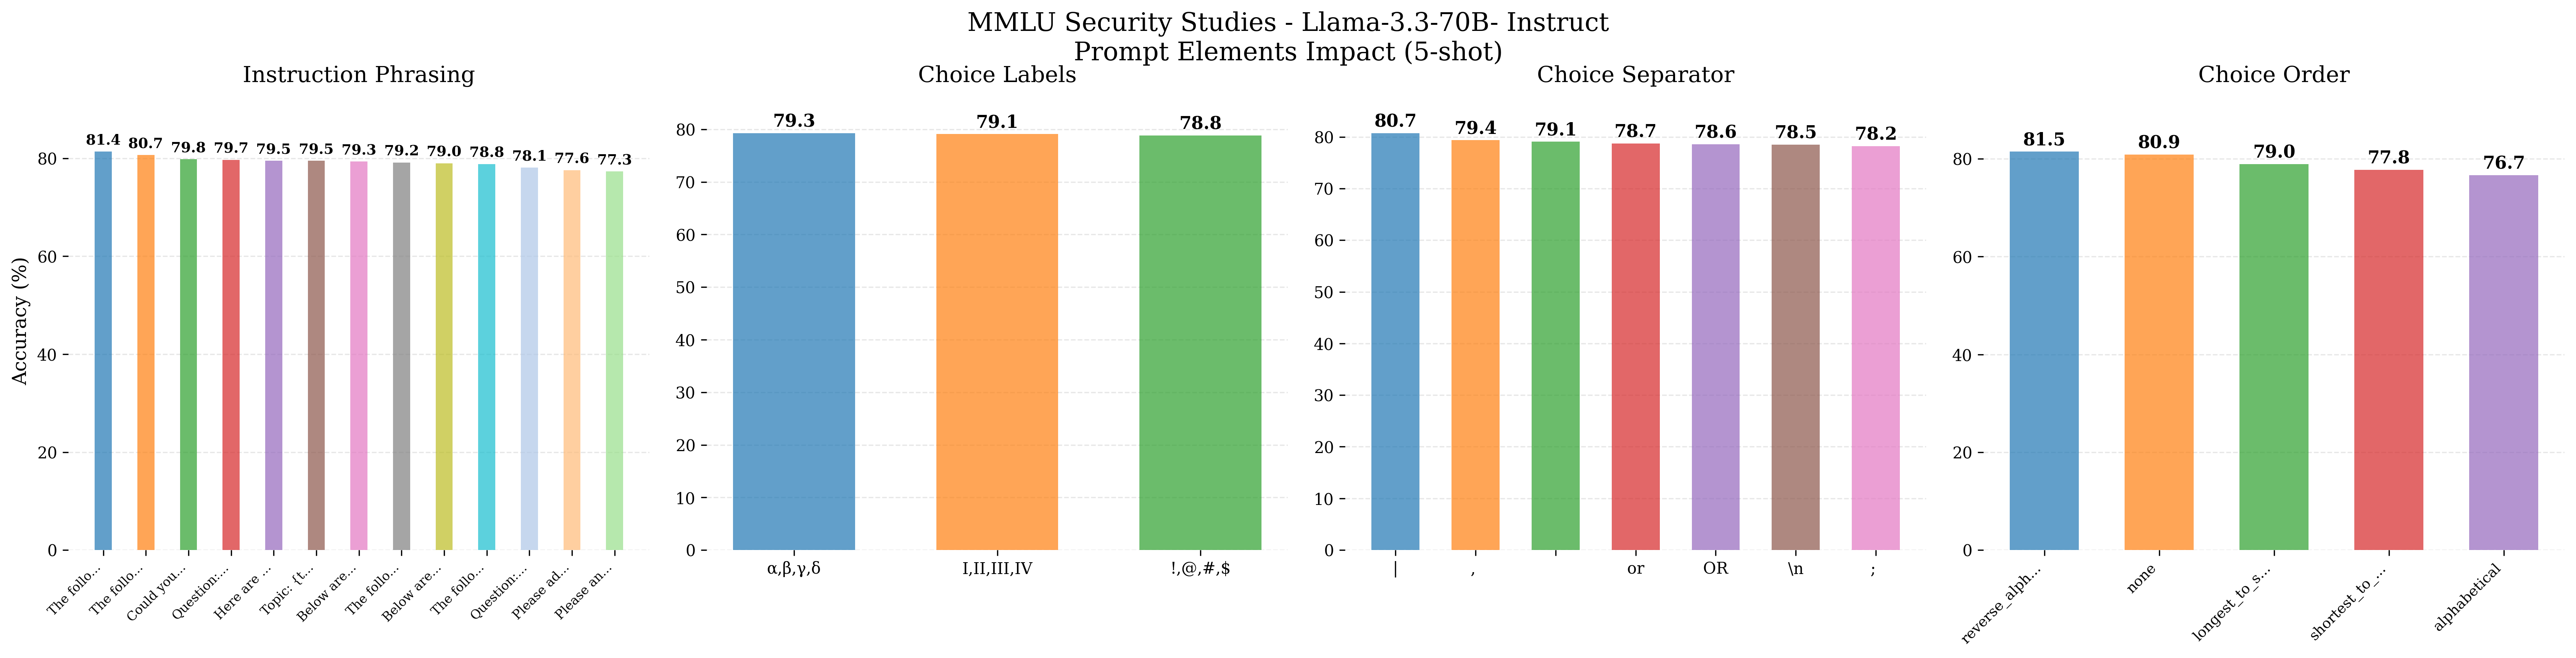 MMLU Security Studies - Llama-3.3-70B- Instruct
Prompt Elements Impact (5-shot)
Instruction Phrasing
Accuracy (%)
80
60
40
20
0
81.4 80.7 79.8 79.7 79.5 79.5 79.3 79.2 79.0 78.8 78.1 77.6 77.3
The follo...
The follo...
Could you...
Question:...
Here are ...
Topic: {t...
Below are...
The follo...
Below are...
The follo...
Question:...
Please ad...
Please an...
Choice Labels
80
70
60
50
40
30
20
10
0
79.3 79.1 78.8
α,β,γ,δ I,II,III,IV !,@,#,$
Choice Separator
80
70
60
50
40
30
20
10
0
80.7 79.4 79.1 78.7 78.6 78.5 78.2
| , or OR \n ;
Choice Order
80
60
40
20
0
81.5 80.9 79.0 77.8 76.7
reverse_alph...
none
longest_to_s...
shortest_to_...
alphabetical